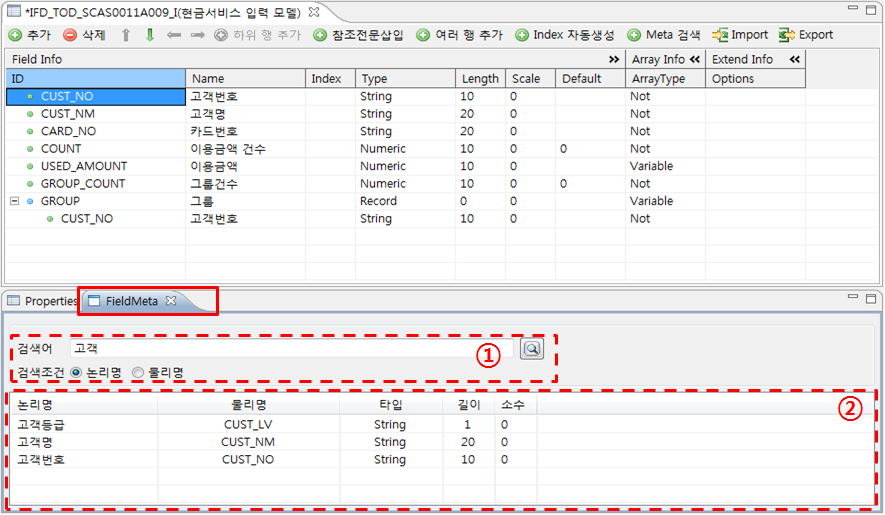 *IFD_TOD_SCAS0011A009_I(현금서비스 입력 모델)
추가 삭제 하위 행 추가 참조전문삽입 여러 행 추가 Index 자동생성 Meta 검색 Import Export
Field Info Array Info Extend Info
ID Name Index Type Length Scale Default ArrayType Options
CUST_NO 고객번호 String 10 0 Not
CUST_NM 고객명 String 20 0 Not
CARD_NO 카드번호 String 20 0 Not
COUNT 이용금액 건수 Numeric 10 0 0 Not
USED_AMOUNT 이용금액 Numeric 10 0 Variable
GROUP_COUNT 그룹건수 Numeric 10 0 0 Not
GROUP 그룹 Record 0 0 Variable
CUST_NO 고객번호 String 10 0 Not
Properties FieldMeta
검색어 고객 ①
검색조건 논리명 물리명
논리명 물리명 타입 길이 소수 ②
고객등급 CUST_LV String 1 0
고객명 CUST_NM String 20 0
고객번호 CUST_NO String 10 0